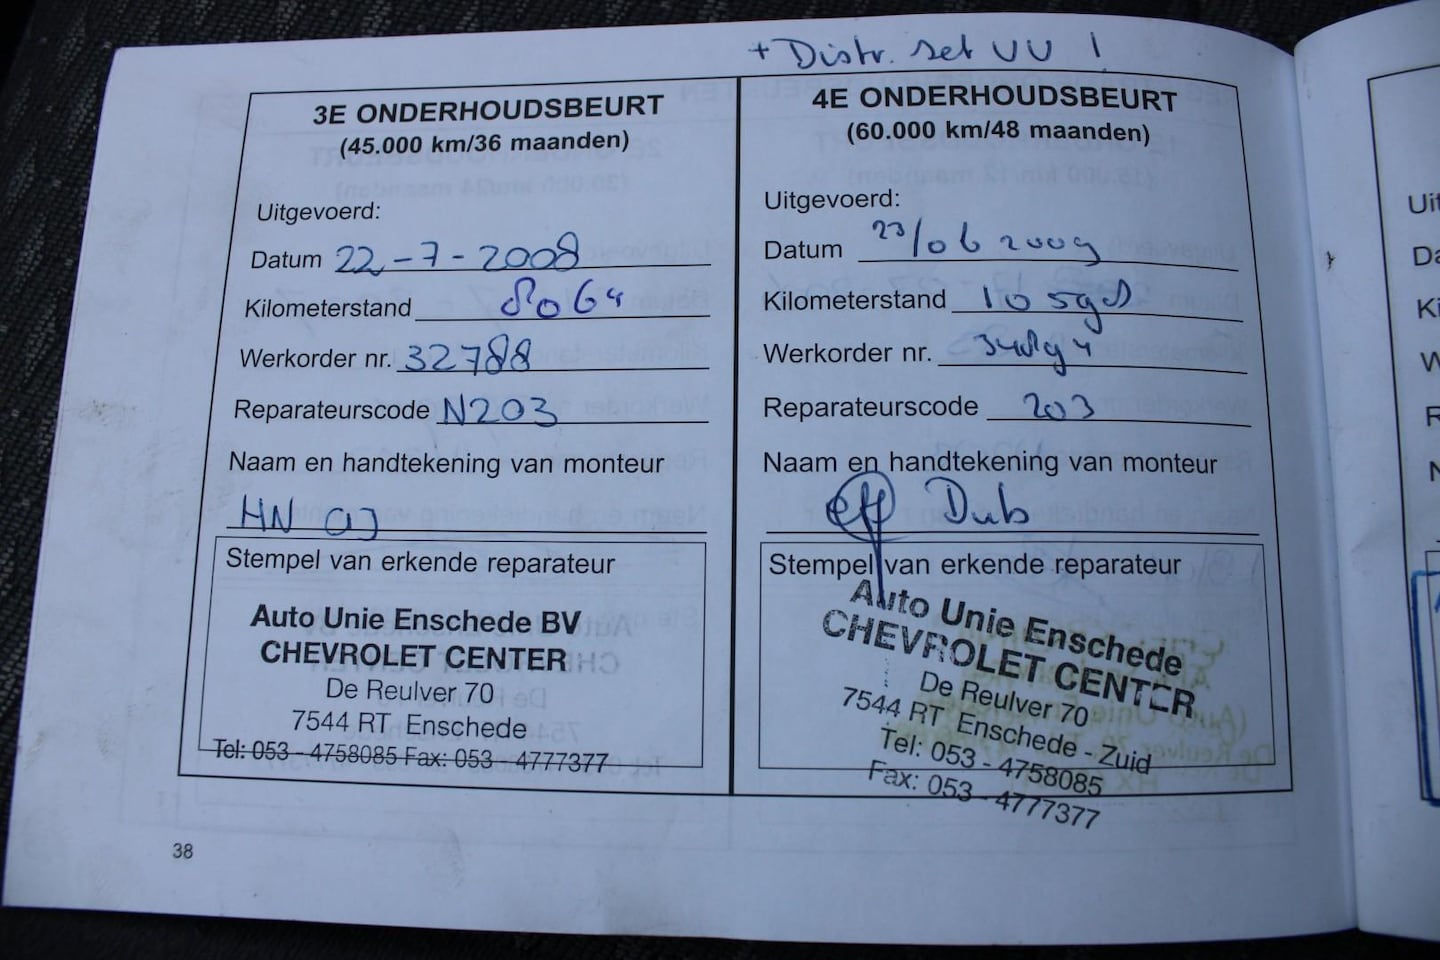 + Distr. set VV !
3E ONDERHOUDSBEURT
(45.000 km/36 maanden)
Uitgevoerd:
Datum 22-7-2008
Kilometerstand
Werkorder nr. 32788
Reparateurscode N203
Naam en handtekening van monteur
Stempel van erkende reparateur
Auto Unie Enschede BV
CHEVROLET CENTER
De Reulver 70
7544 RT Enschede
Tel: 053 - 4758085 Fax: 053 - 4777377
38
4E ONDERHOUDSBEURT
(60.000 km/48 maanden)
Uitgevoerd:
Datum 23/06 2009
Kilometerstand
Werkorder nr.
Reparateurscode 203
Naam en handtekening van monteur
Stempel van erkende reparateur
Auto Unie Enschede
CHEVROLET CENTER
De Reulver 70
7544 RT Enschede - Zuid
Tel: 053 - 4758085
Fax: 053 - 4777377